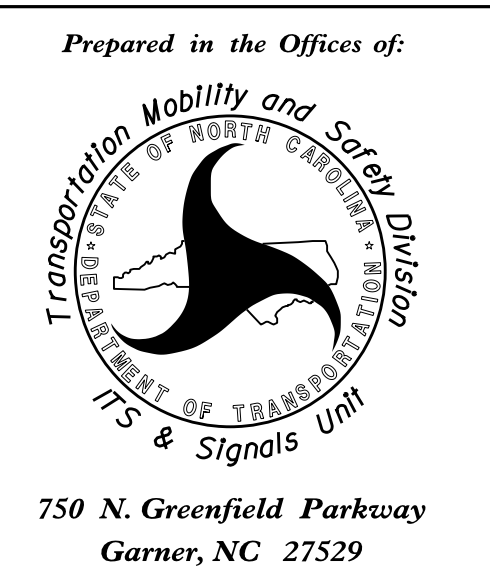 Prepared in the Offices of:
Transportation Mobility and Safety Division
STATE OF NORTH CAROLINA
DEPARTMENT OF TRANSPORTATION
ITS & Signals Unit
750 N. Greenfield Parkway
Garner, NC 27529